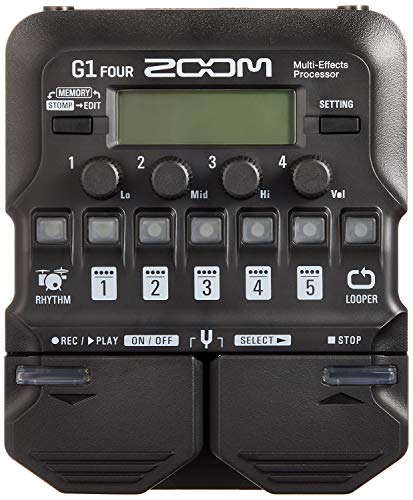 G1 FOUR ZOOM Multi-Effects Processor
MEMORY
STOMP → EDIT
SETTING
1 2 3 4
Lo Mid Hi Vol
RHYTHM 1 2 3 4 5 LOOPER
● REC / ▶ PLAY ON / OFF SELECT ▶ ■ STOP